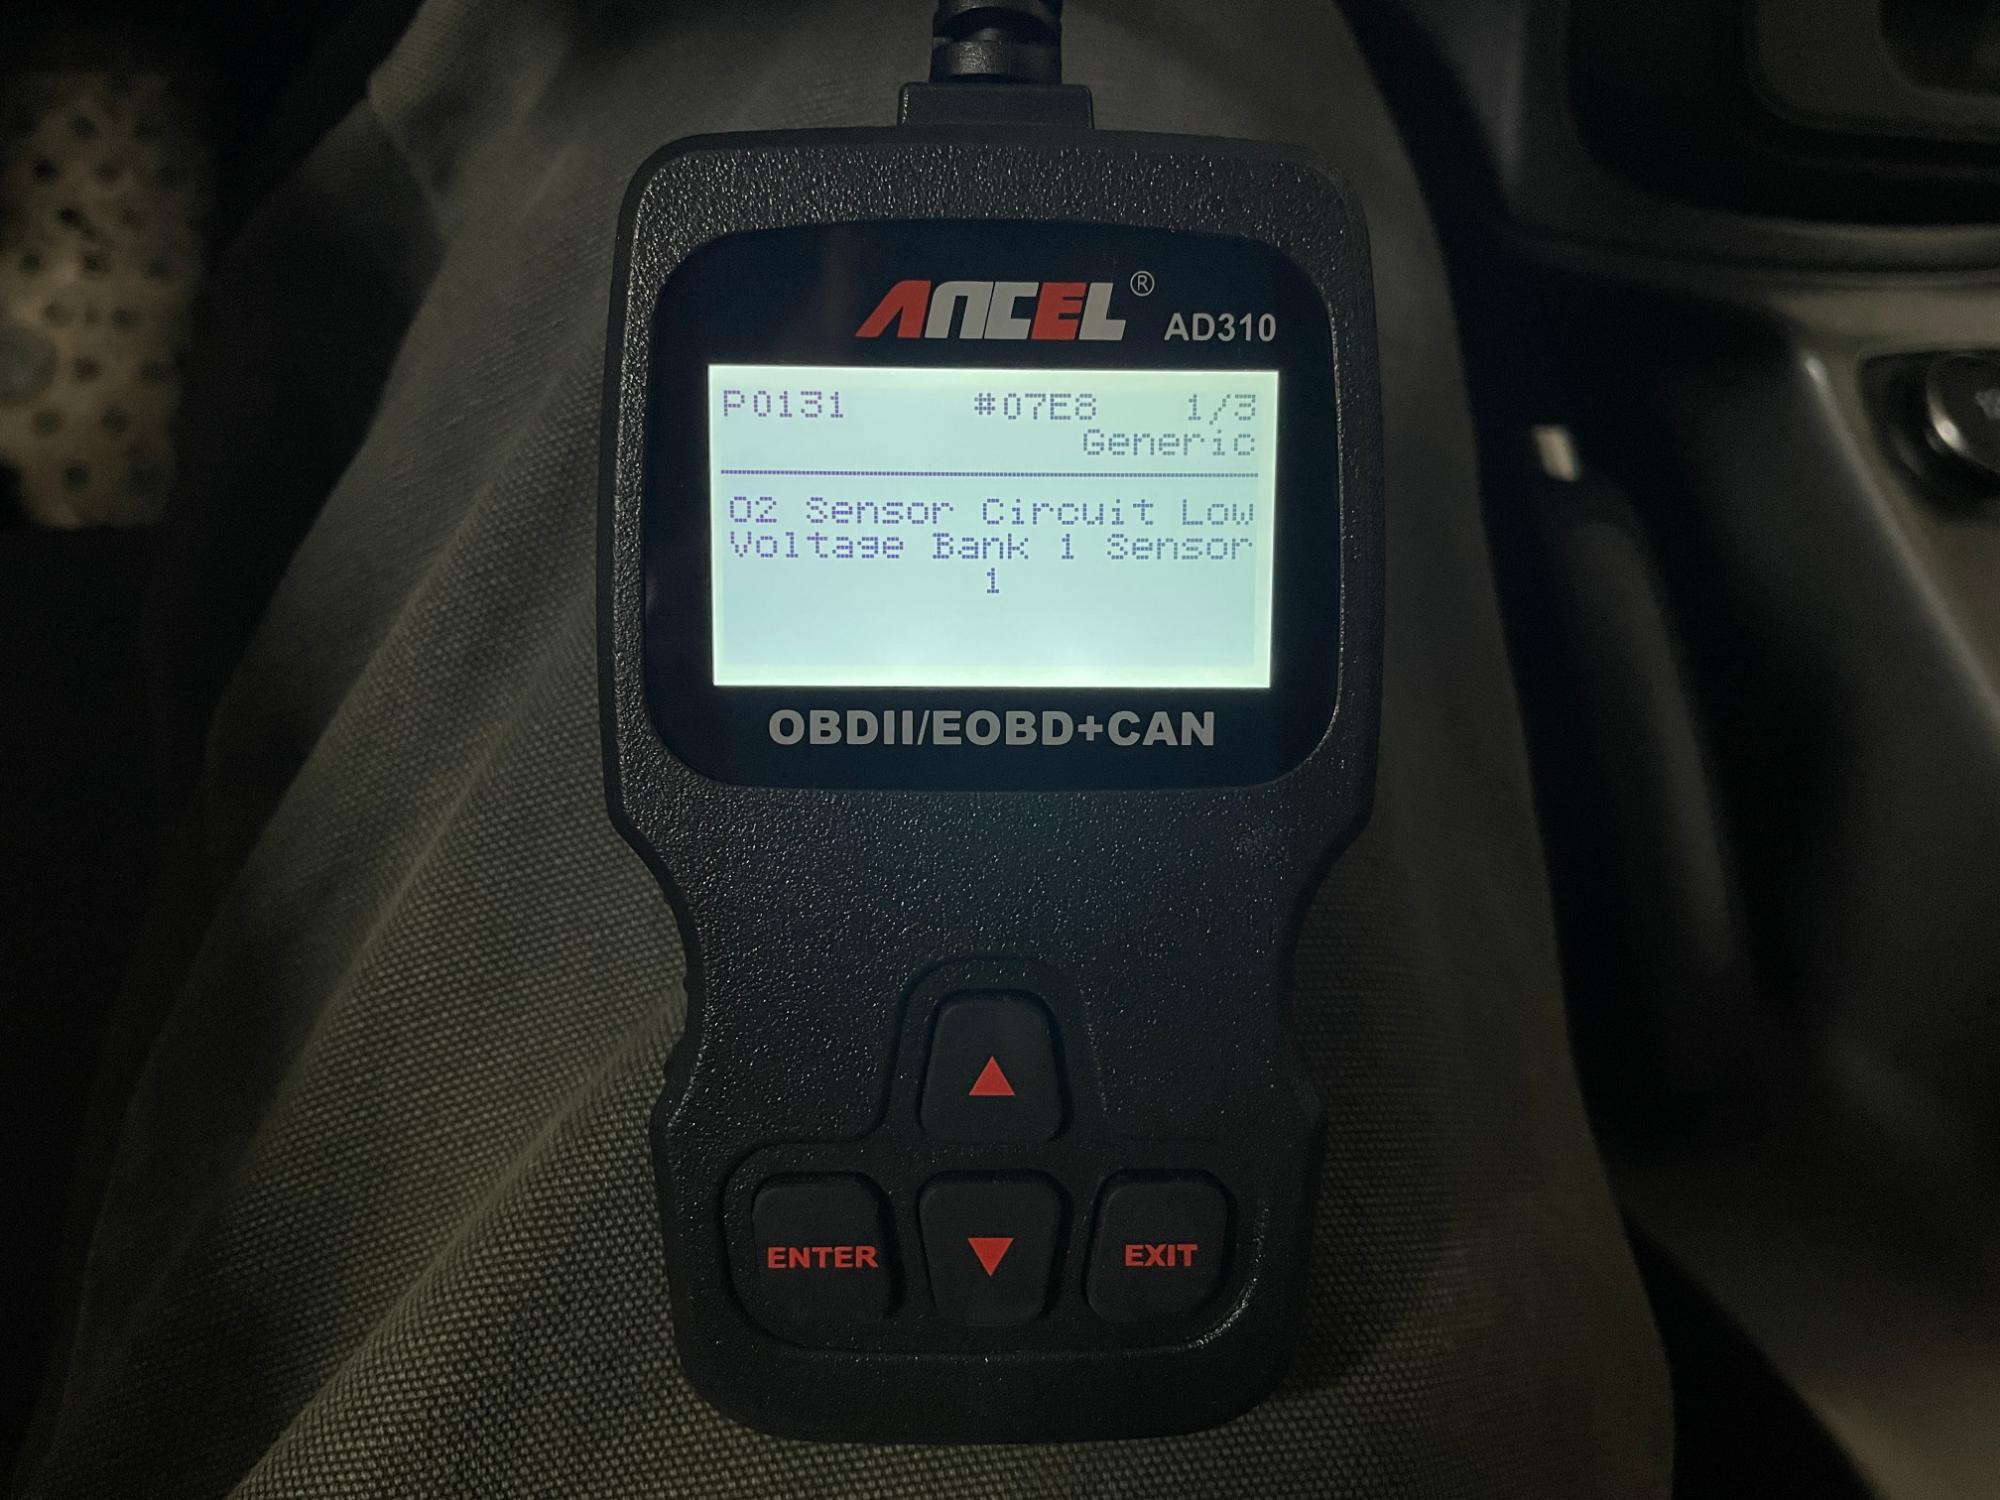 ANCEL®
AD310
P0131 #07E8 1/3
Generic
O2 Sensor Circuit Low
Voltage Bank 1 Sensor
1
OBDII/EOBD+CAN
ENTER
EXIT